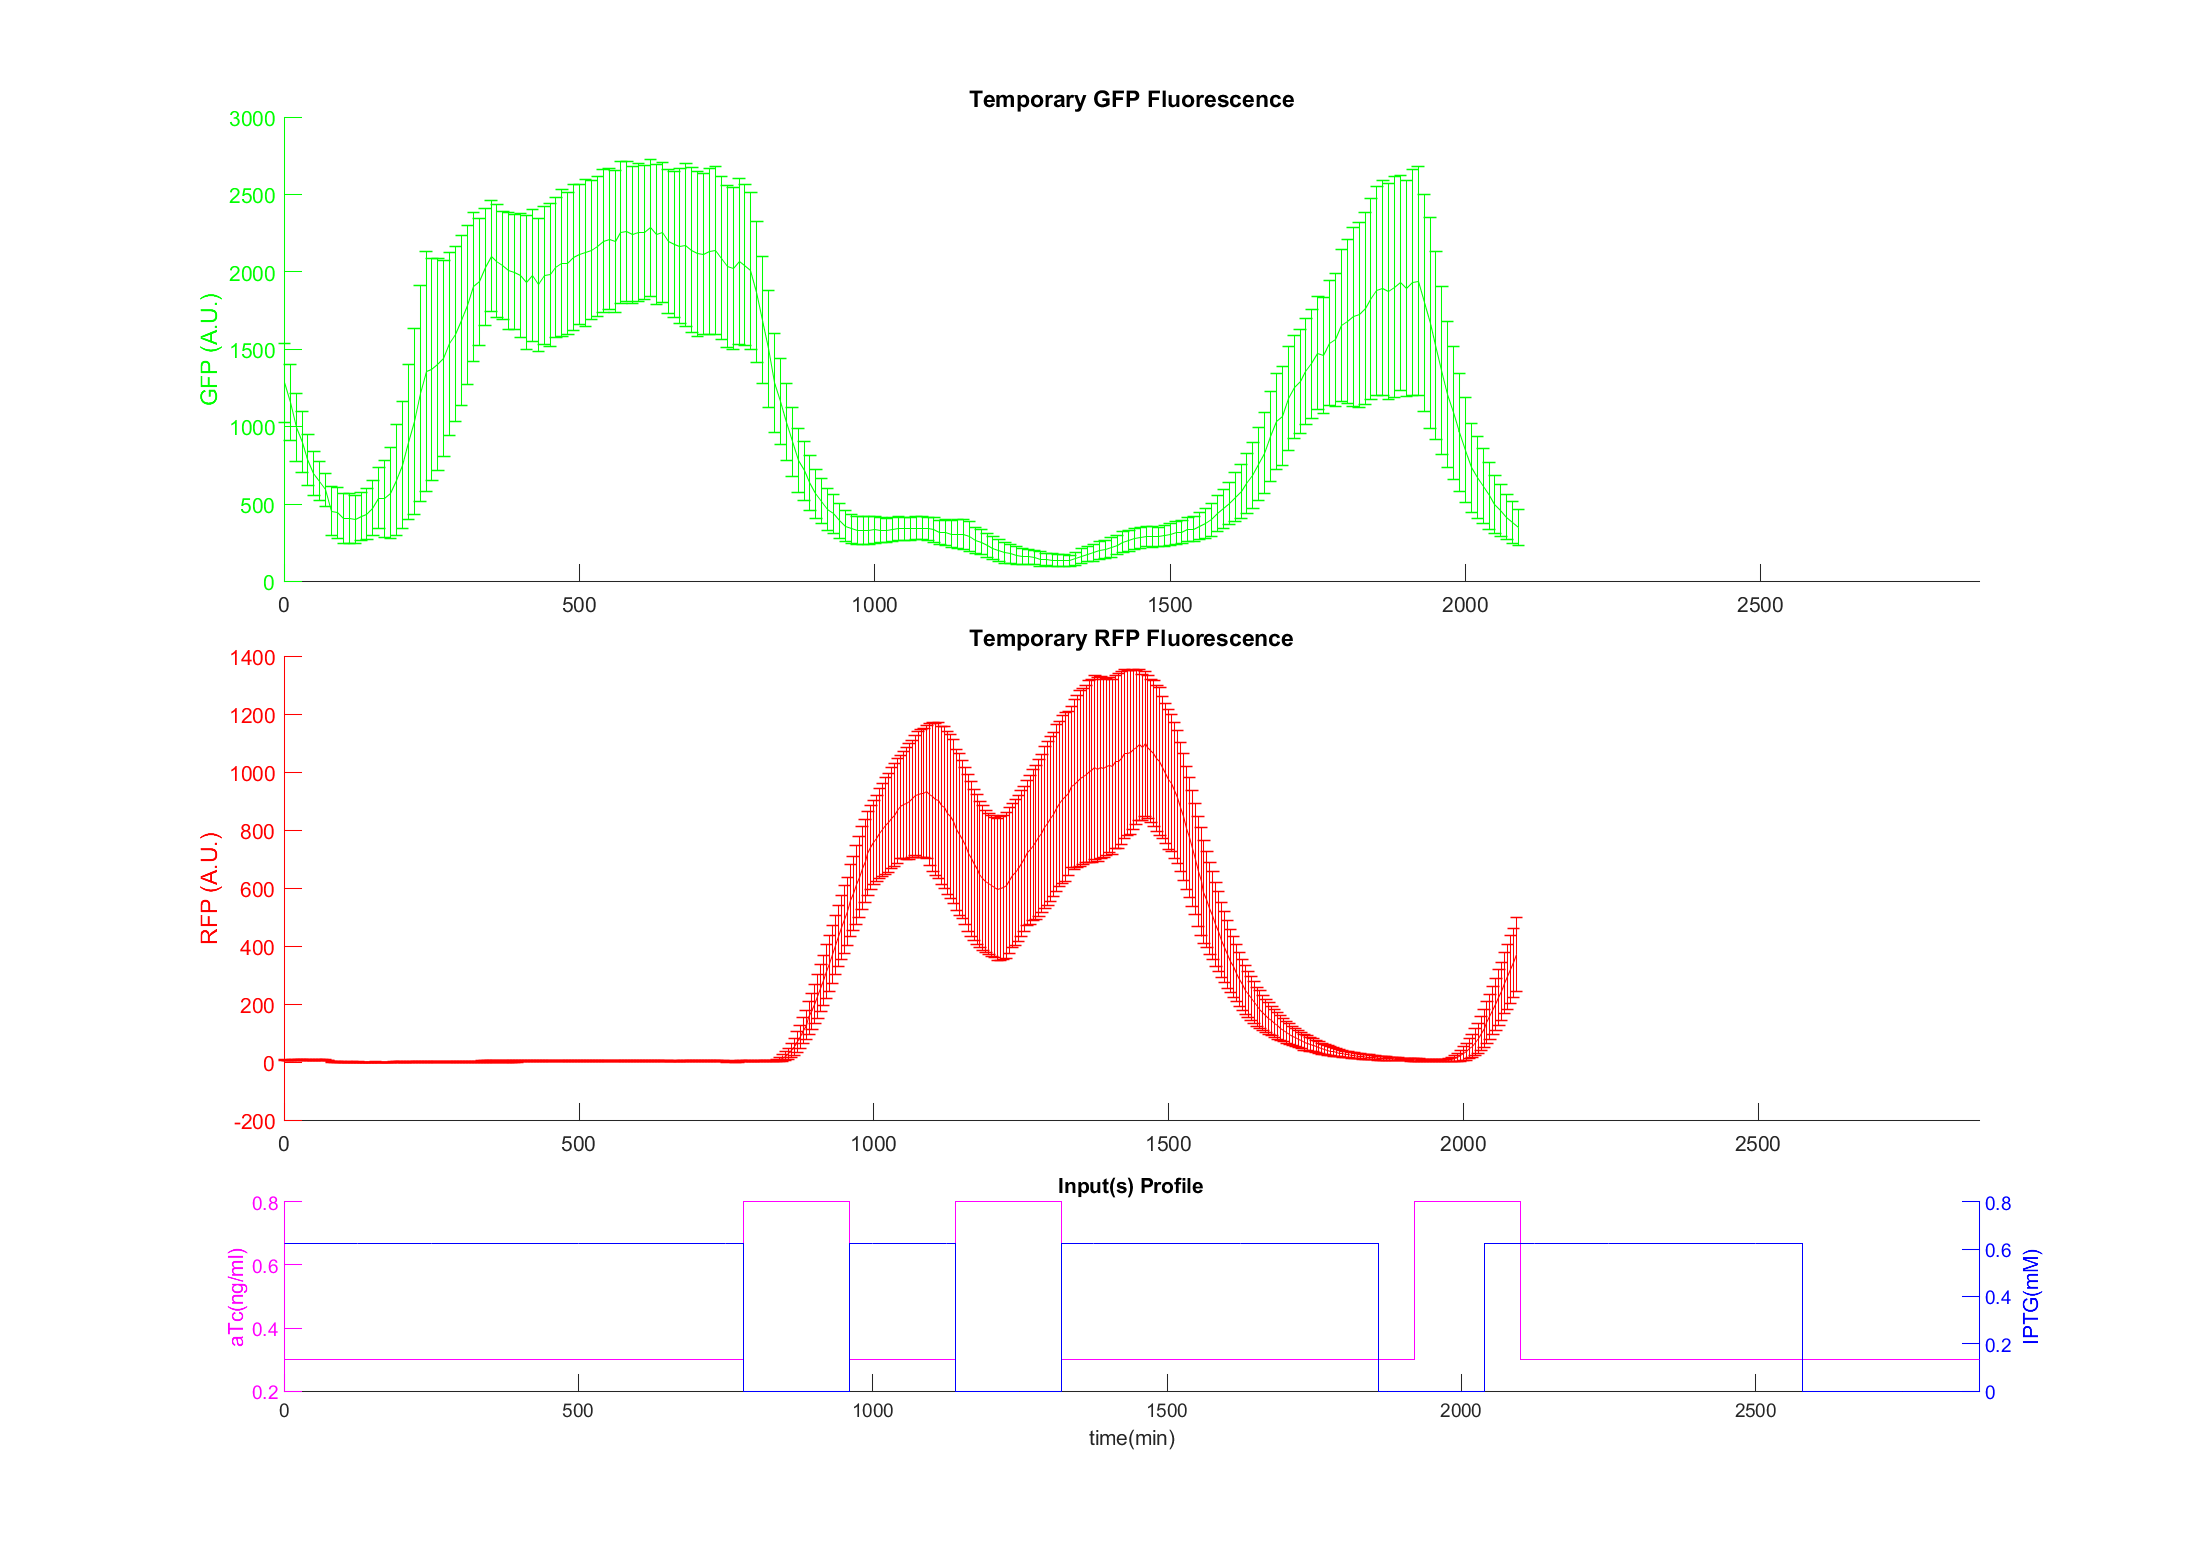 Temporary GFP Fluorescence
3000
2500
2000
1500
1000
500
0
GFP (A.U.)
0 500 1000 1500 2000 2500
Temporary RFP Fluorescence
1400
1200
1000
800
600
400
200
0
-200
RFP (A.U.)
0 500 1000 1500 2000 2500
Input(s) Profile
0.8
0.6
0.4
0.2
aTc(ng/ml)
0.8
0.6
0.4
0.2
0
IPTG(mM)
0 500 1000 1500 2000 2500
time(min)